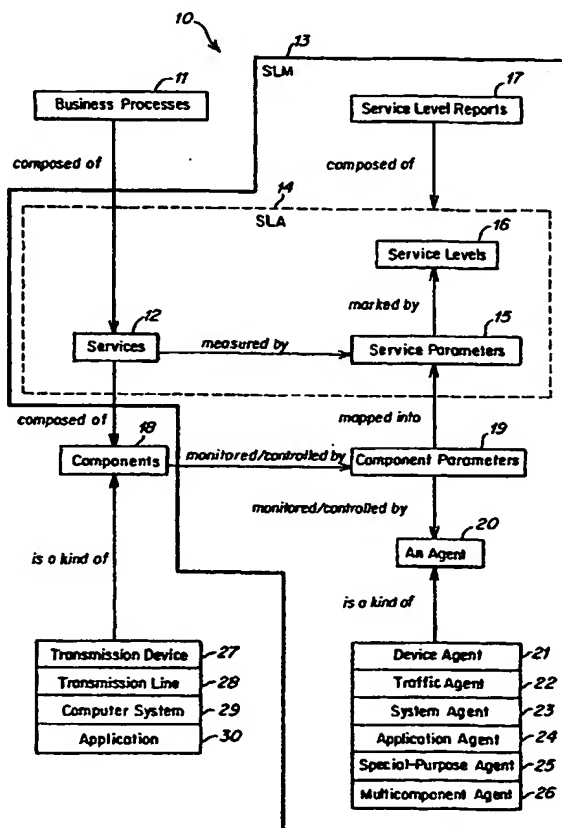 10
13
SLM
11
Business Processes
17
Service Level Reports
composed of
composed of
14
SLA
16
Service Levels
marked by
12
Services
measured by
15
Service Parameters
composed of
mapped into
18
Components
monitored/controlled by
19
Component Parameters
monitored/controlled by
20
An Agent
is a kind of
is a kind of
Transmission Device 27
Transmission Line 28
Computer System 29
Application 30
Device Agent 21
Traffic Agent 22
System Agent 23
Application Agent 24
Special-Purpose Agent 25
Multicomponent Agent 26